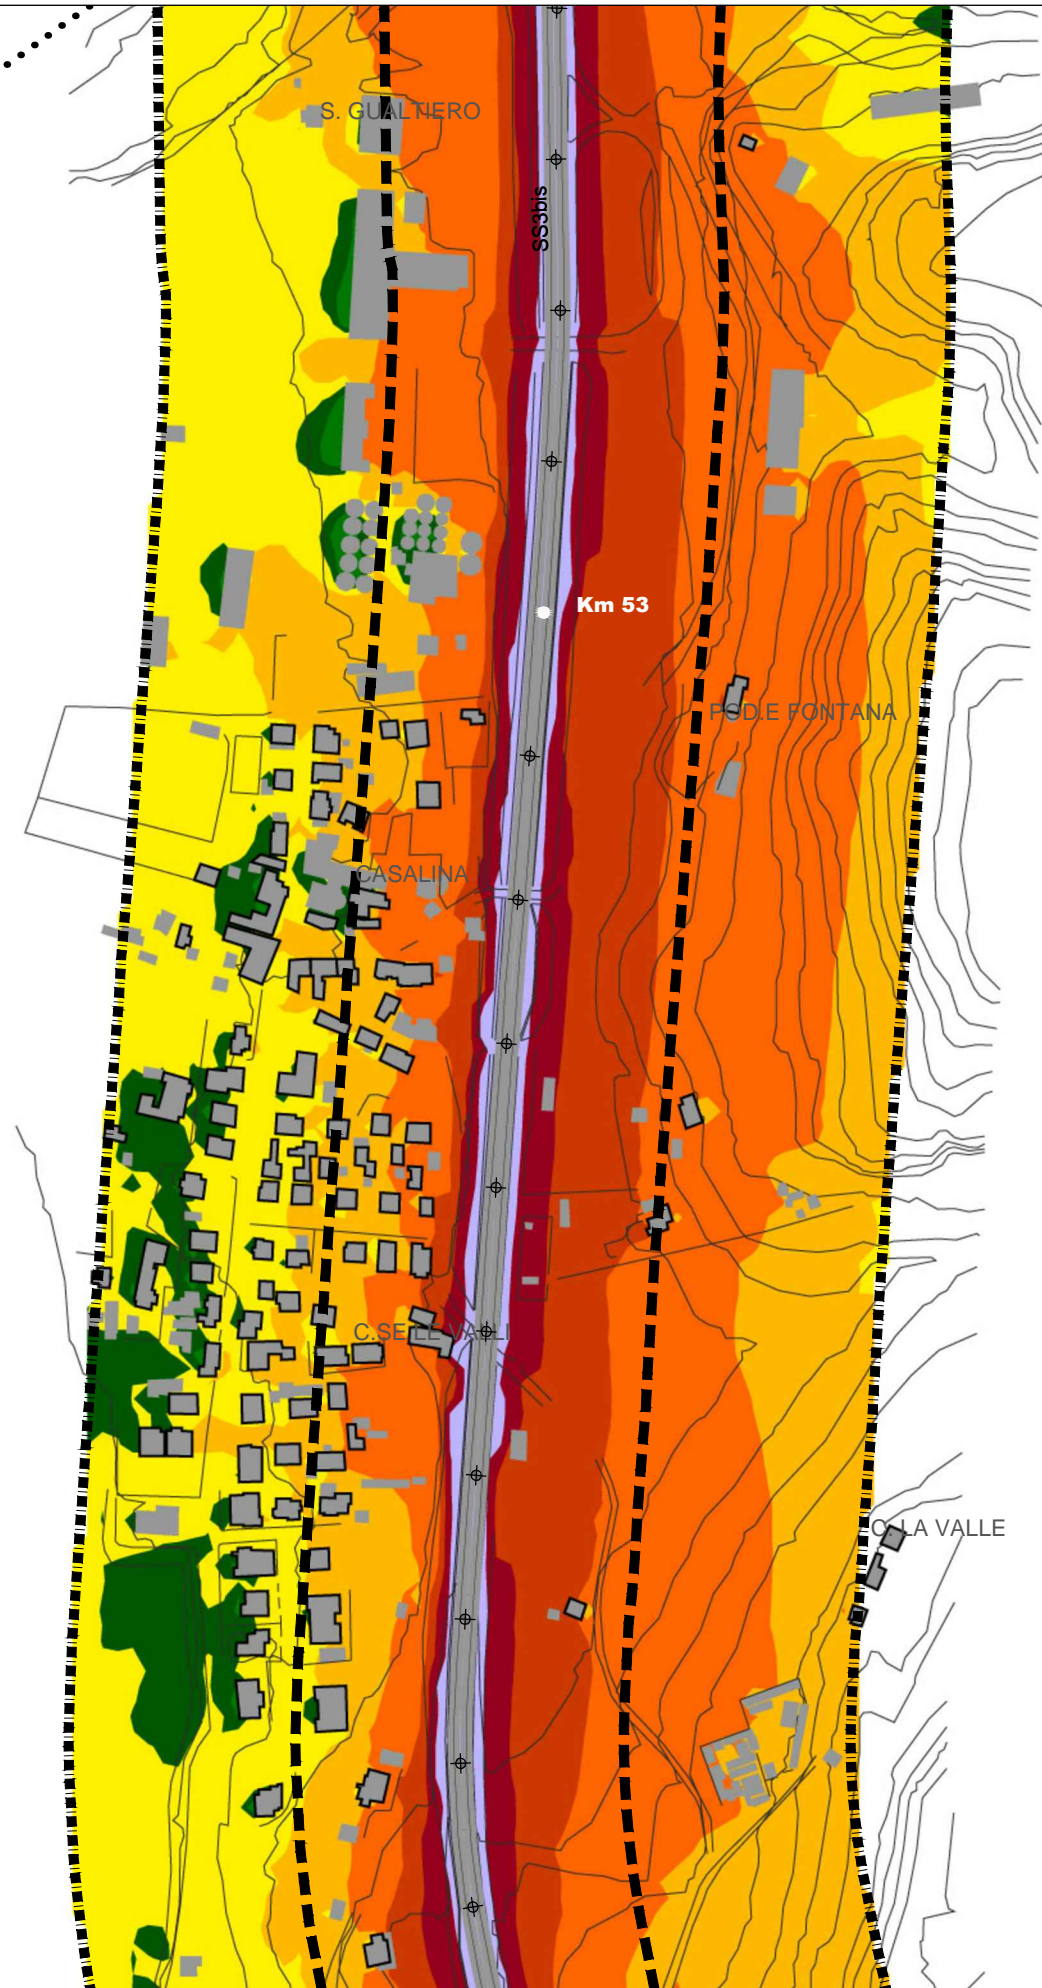 S. GUALTIERO
SS3bis
Km 53
POD.E FONTANA
CASALINA
C.SE LE VALLI
C. LA VALLE